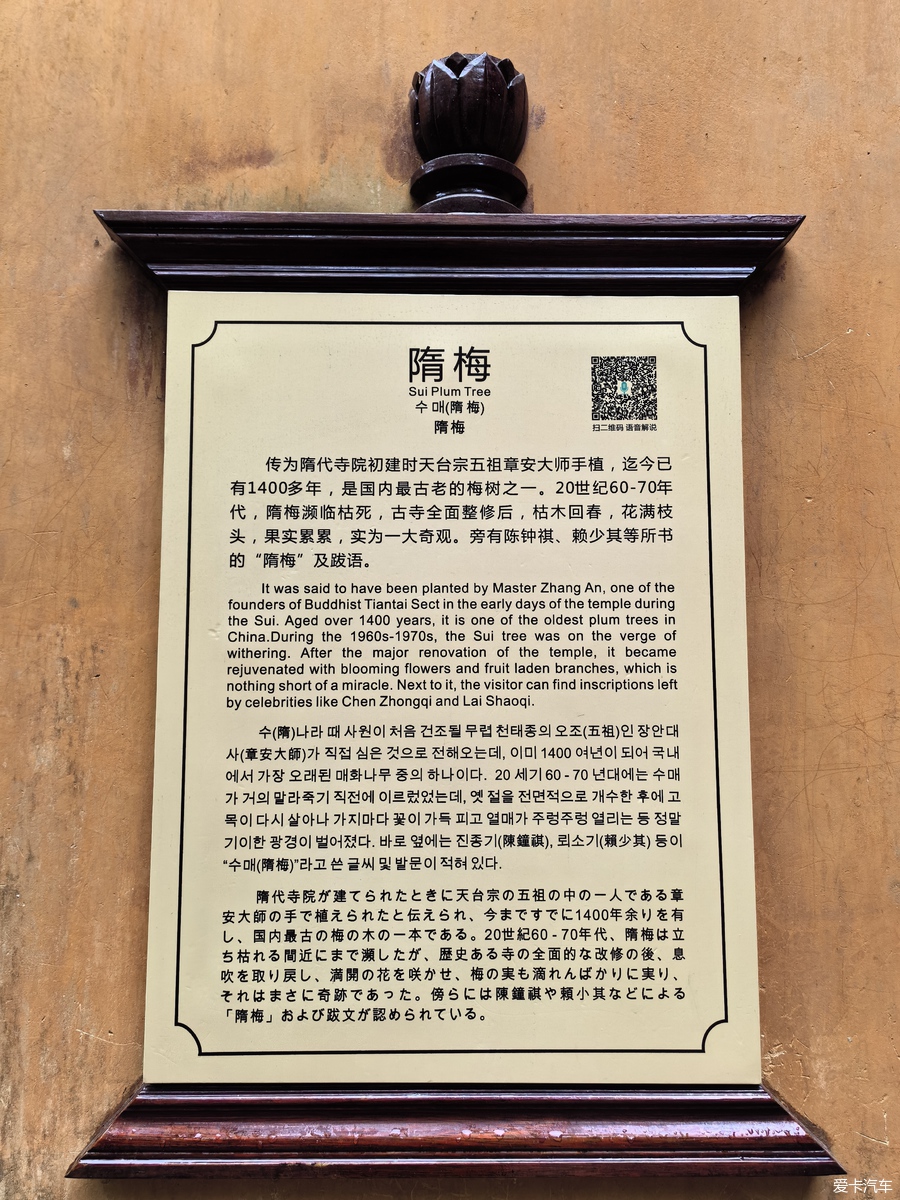 隋梅
Sui Plum Tree
수매(隋梅)
隋梅
扫二维码 语音解说
传为隋代寺院初建时天台宗五祖章安大师手植，迄今已
有1400多年，是国内最古老的梅树之一。20世纪60-70年
代，隋梅濒临枯死，古寺全面整修后，枯木回春，花满枝
头，果实累累，实为一大奇观。旁有陈钟祺、赖少其等所书
的“隋梅”及跋语。
It was said to have been planted by Master Zhang An, one of the
founders of Buddhist Tiantai Sect in the early days of the temple during
the Sui. Aged over 1400 years, it is one of the oldest plum trees in
China.During the 1960s-1970s, the Sui tree was on the verge of
withering. After the major renovation of the temple, it became
rejuvenated with blooming flowers and fruit laden branches, which is
nothing short of a miracle. Next to it, the visitor can find inscriptions left
by celebrities like Chen Zhongqi and Lai Shaoqi.
수(隋)나라 때 사원이 처음 건조될 무렵 천태종의 오조(五祖)인 장안대
사(章安大師)가 직접 심은 것으로 전해오는데, 이미 1400 여년이 되어 국내
에서 가장 오래된 매화나무 중의 하나이다. 20 세기 60 - 70 년대에는 수매
가 거의 말라죽기 직전에 이르렀었는데, 옛 절을 전면적으로 개수한 후에 고
목이 다시 살아나 가지마다 꽃이 가득 피고 열매가 주렁주렁 열리는 등 정말
기이한 광경이 벌어졌다. 바로 옆에는 진종기(陳鐘祺), 뢰소기(賴少其) 등이
“수매(隋梅)”라고 쓴 글씨 및 발문이 적혀 있다.
隋代寺院が建てられたときに天台宗の五祖の中の一人である章
安大師の手で植えられたと伝えられ、今まですでに1400年余りを有
し、国内最古の梅の木の一本である。20世紀60-70年代、隋梅は立
ち枯れる間近にまで瀕したが、歴史ある寺の全面的な改修の後、息
吹を取り戻し、満開の花を咲かせ、梅の実も滴れんばかりに実り、
それはまさに奇跡であった。傍らには陳鐘祺や頼小其などによる
「隋梅」および跋文が認められている。
爱卡汽车